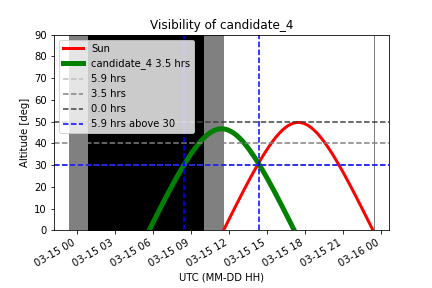 Visibility of candidate_4
Altitude [deg]
90
80
70
60
50
40
30
20
10
0
Sun
candidate_4 3.5 hrs
5.9 hrs
3.5 hrs
0.0 hrs
5.9 hrs above 30
03-15 00
03-15 03
03-15 06
03-15 09
03-15 12
03-15 15
03-15 18
03-15 21
03-16 00
UTC (MM-DD HH)